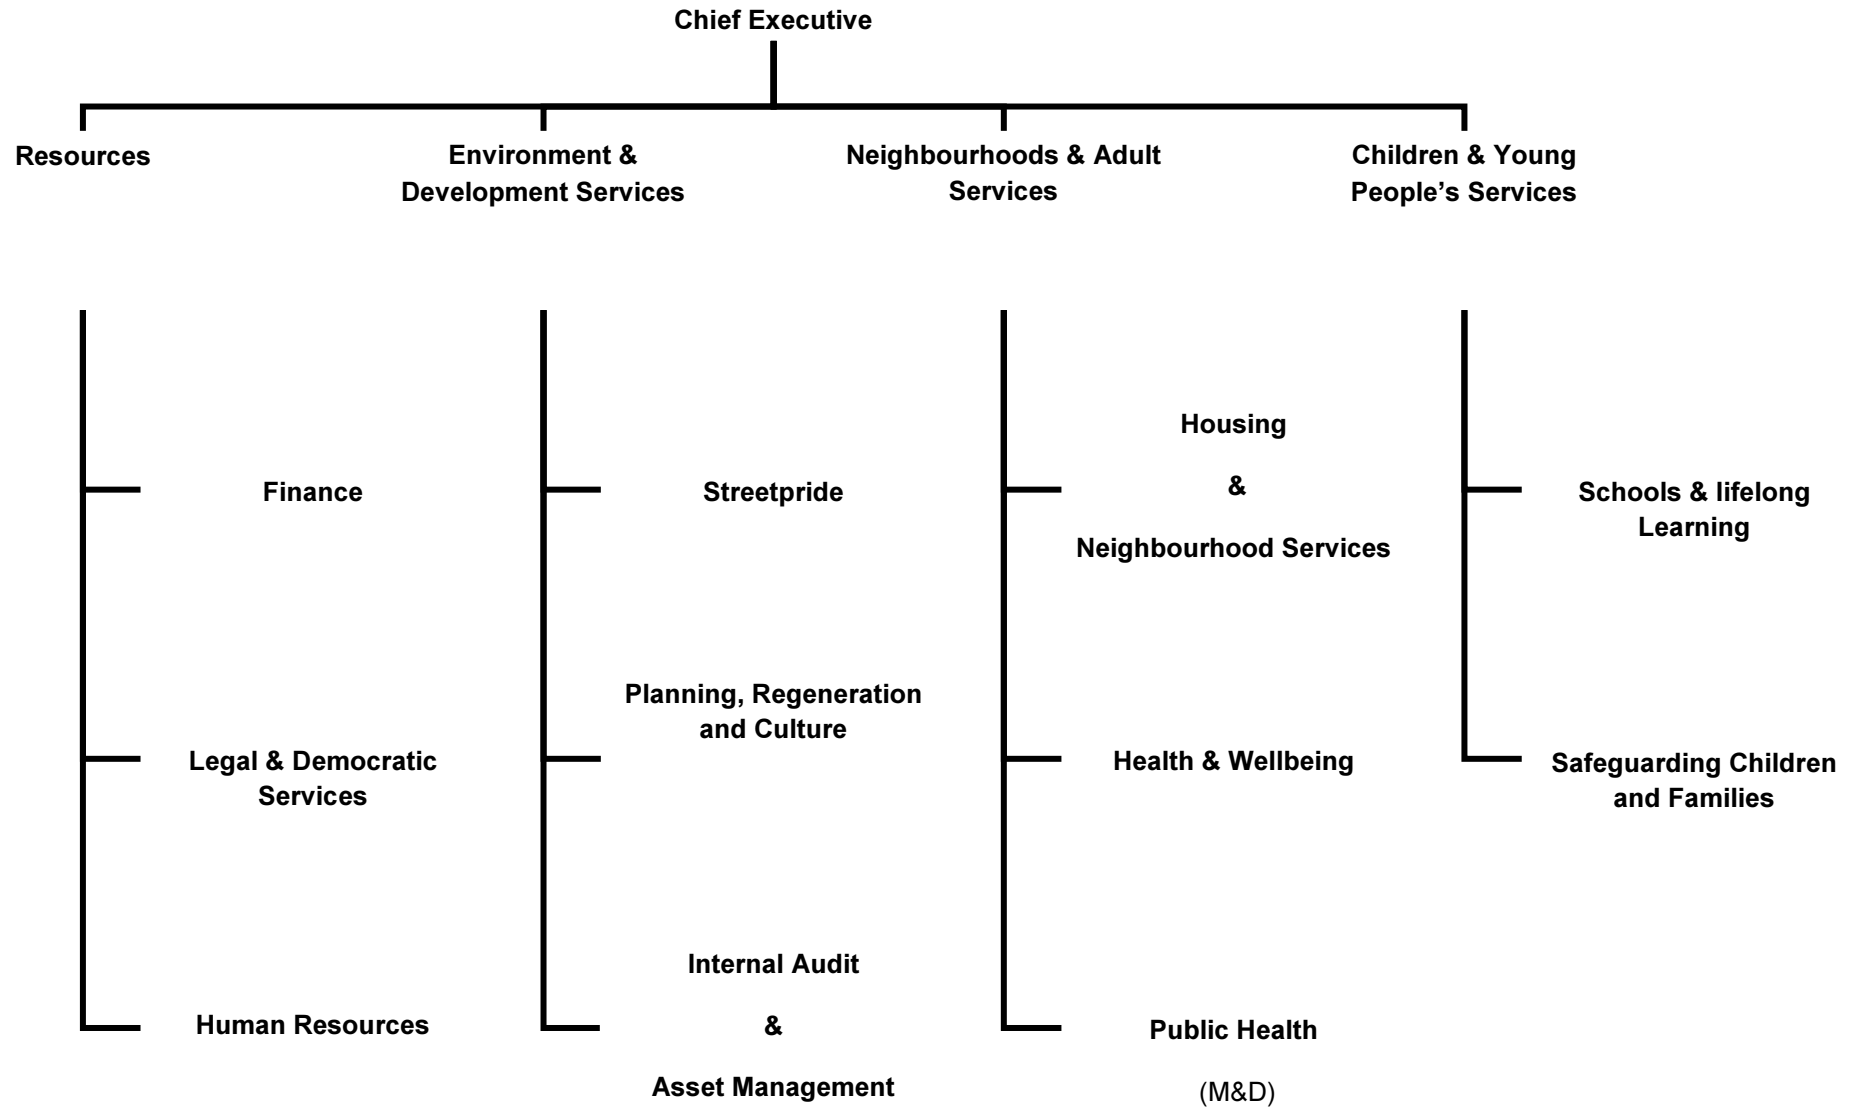 Chief Executive
Resources
Environment &
Development Services
Neighbourhoods & Adult
Services
Children & Young
People’s Services
Finance
Legal & Democratic
Services
Human Resources
Streetpride
Planning, Regeneration
and Culture
Internal Audit
&
Asset Management
Housing
&
Neighbourhood Services
Health & Wellbeing
Public Health
(M&D)
Schools & lifelong
Learning
Safeguarding Children
and Families